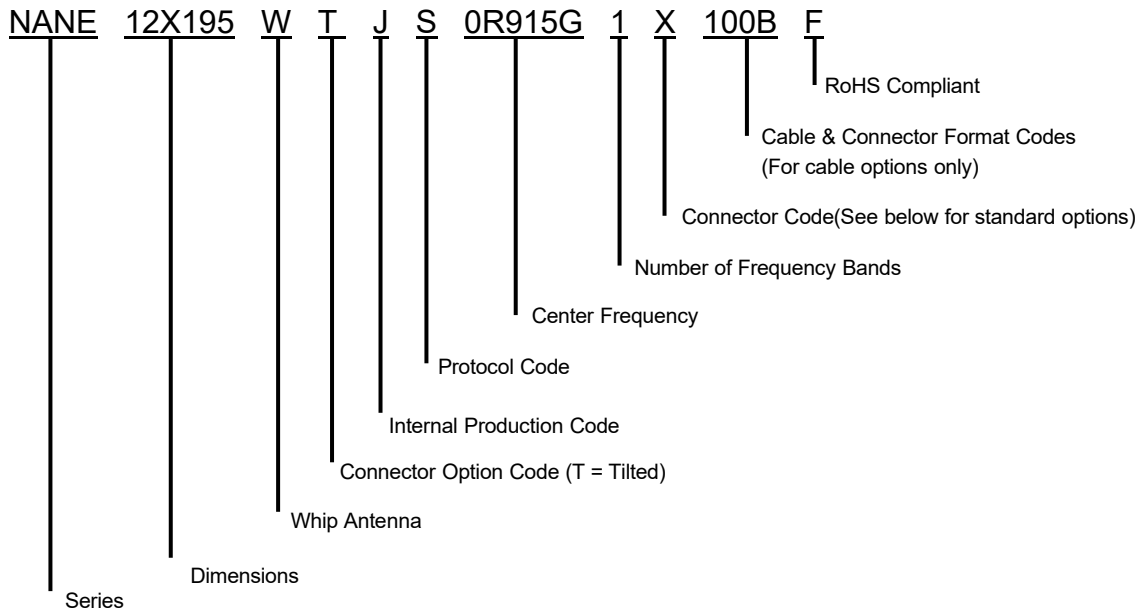 NANE 12X195 W T J S 0R915G 1 X 100B F
RoHS Compliant
Cable & Connector Format Codes
(For cable options only)
Connector Code(See below for standard options)
Number of Frequency Bands
Center Frequency
Protocol Code
Internal Production Code
Connector Option Code (T = Tilted)
Whip Antenna
Dimensions
Series